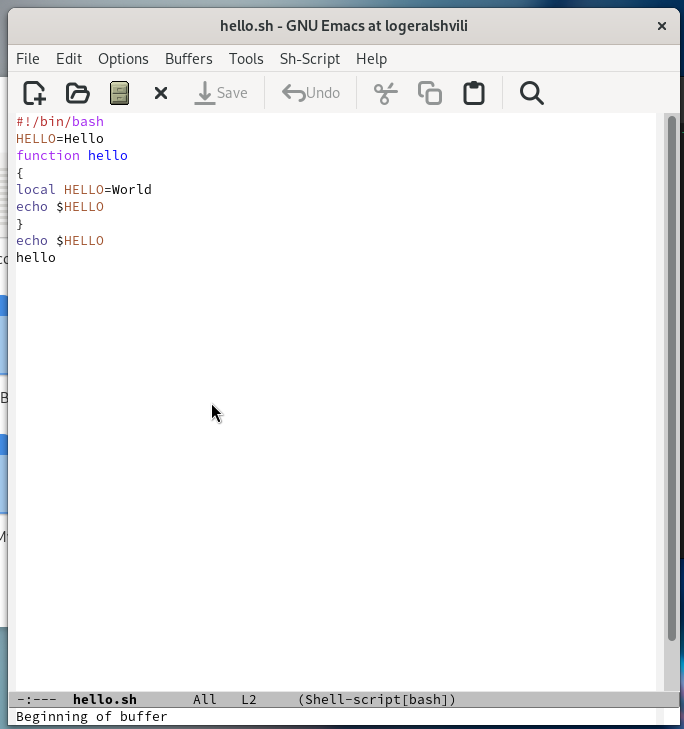 hello.sh - GNU Emacs at logeralshvili
File Edit Options Buffers Tools Sh-Script Help
Save Undo
#!/bin/bash
HELLO=Hello
function hello
{
local HELLO=World
echo $HELLO
}
echo $HELLO
hello
-:--- hello.sh All L2 (Shell-script[bash])
Beginning of buffer